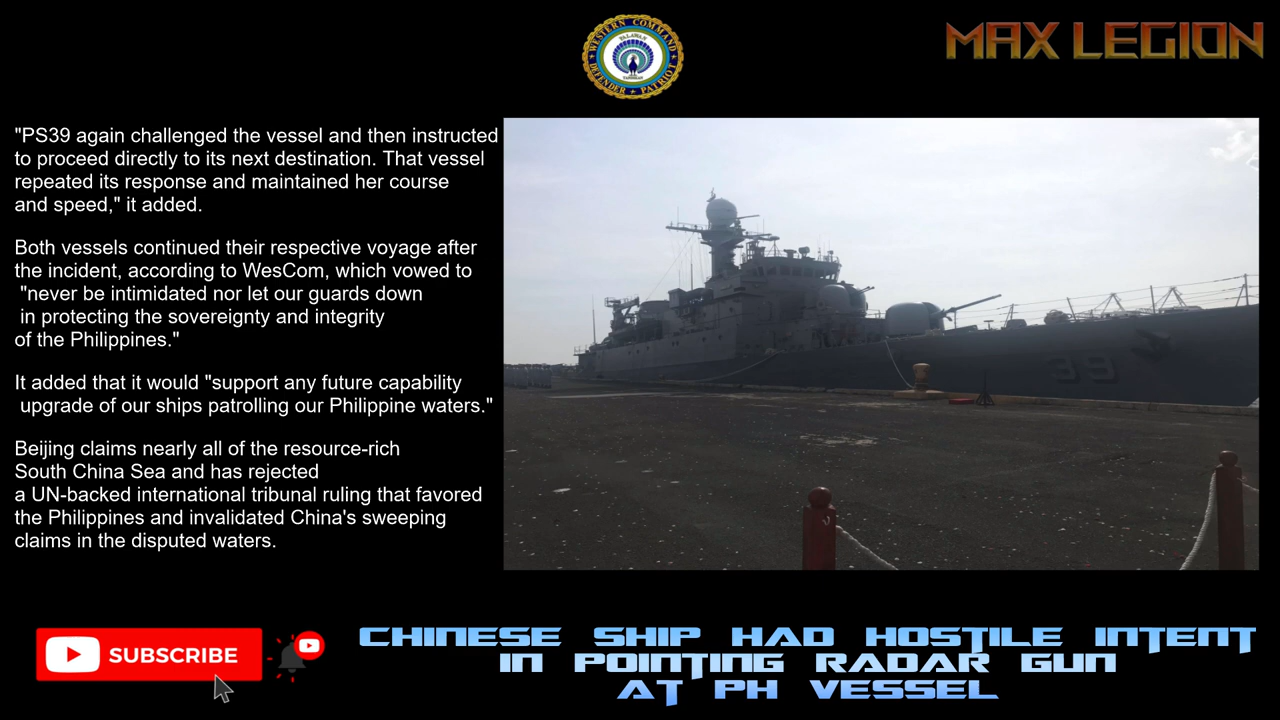 WESTERN COMMAND
PALAWAN
DEFENDER ★ PATRIOT
MAX LEGION
"PS39 again challenged the vessel and then instructed
to proceed directly to its next destination. That vessel
repeated its response and maintained her course
and speed," it added.
Both vessels continued their respective voyage after
the incident, according to WesCom, which vowed to
"never be intimidated nor let our guards down
in protecting the sovereignty and integrity
of the Philippines."
It added that it would "support any future capability
upgrade of our ships patrolling our Philippine waters."
Beijing claims nearly all of the resource-rich
South China Sea and has rejected
a UN-backed international tribunal ruling that favored
the Philippines and invalidated China's sweeping
claims in the disputed waters.
39
SUBSCRIBE
CHINESE SHIP HAD HOSTILE INTENT
IN POINTING RADAR GUN
AT PH VESSEL